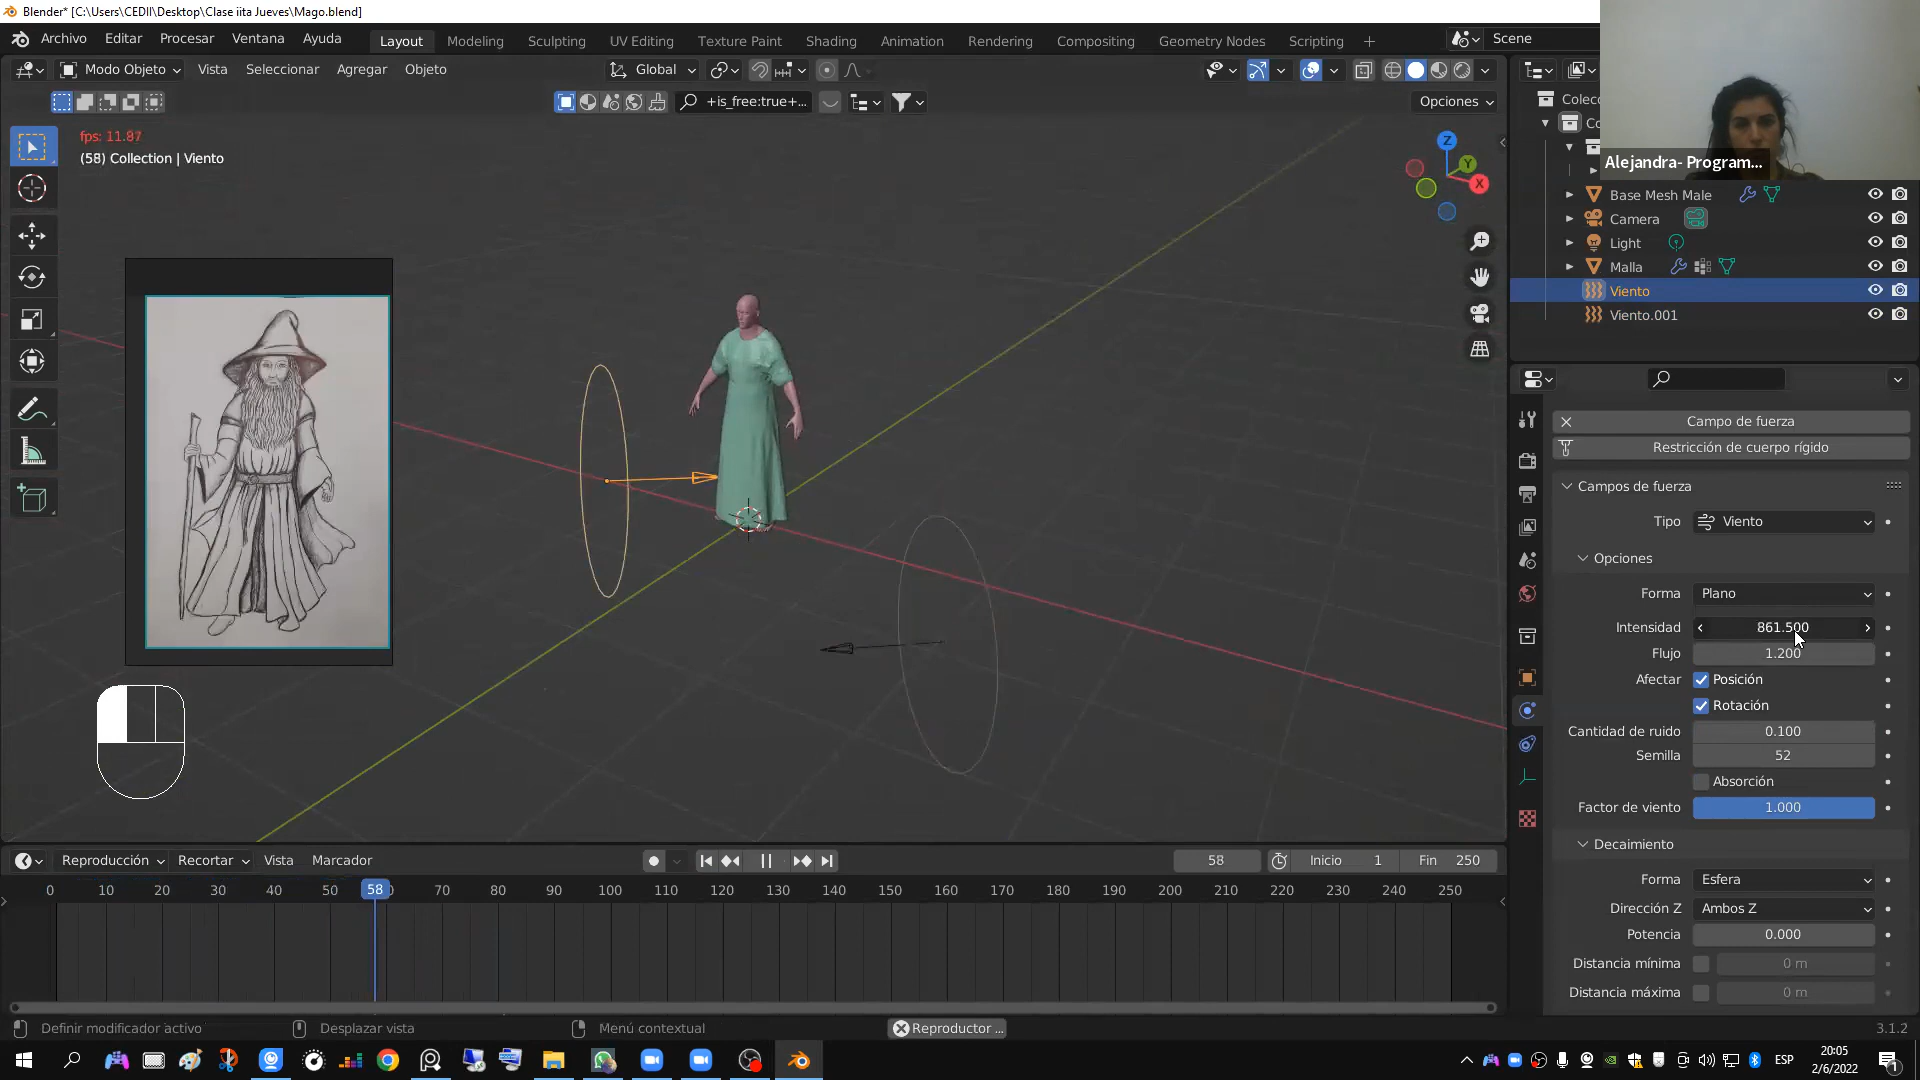 Blender* [C:\Users\CEDII\Desktop\Clase iita Jueves\Mago.blend]
Archivo Editar Procesar Ventana Ayuda Layout Modeling Sculpting UV Editing Texture Paint Shading Animation Rendering Compositing Geometry Nodes Scripting + Scene
Modo Objeto Vista Seleccionar Agregar Objeto Global
+is_free:true+... Opciones
Colec
Co
fps: 11.87
(58) Collection | Viento
Alejandra- Program...
Z
Y
X
Base Mesh Male
Camera
Light
Malla
Viento
Viento.001
Campo de fuerza
Restricción de cuerpo rígido
Campos de fuerza
Tipo Viento
Opciones
Forma Plano
Intensidad 861.500
Flujo 1.200
Afectar Posición
Rotación
Cantidad de ruido 0.100
Semilla 52
Absorción
Factor de viento 1.000
Decaimiento
Forma Esfera
Dirección Z Ambos Z
Potencia 0.000
Distancia mínima 0 m
Distancia máxima 0 m
Reproducción Recortar Vista Marcador 58 Inicio 1 Fin 250
0 10 20 30 40 50 58 70 80 90 100 110 120 130 140 150 160 170 180 190 200 210 220 230 240 250
Definir modificador activo Desplazar vista Menú contextual Reproductor ... 3.1.2
ESP 20:05
2/6/2022
1